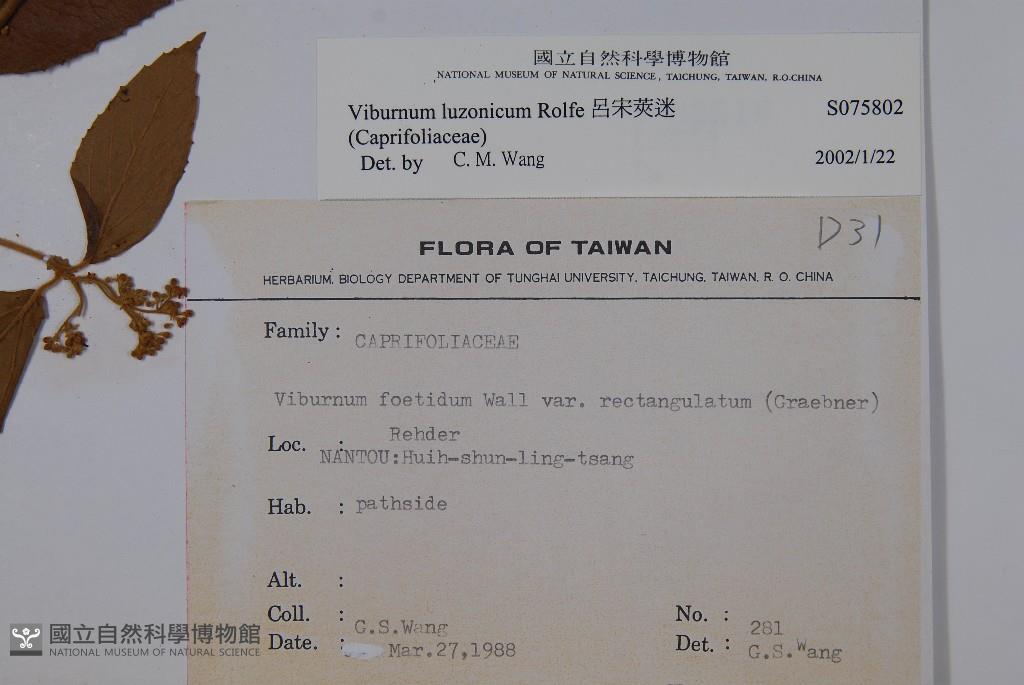 國立自然科學博物館
NATIONAL MUSEUM OF NATURAL SCIENCE, TAICHUNG, TAIWAN, R.O.CHINA
Viburnum luzonicum Rolfe 呂宋莢迷 S075802
(Caprifoliaceae)
Det. by C. M. Wang 2002/1/22
D31
FLORA OF TAIWAN
HERBARIUM, BIOLOGY DEPARTMENT OF TUNGHAI UNIVERSITY, TAICHUNG, TAIWAN, R. O. CHINA
Family : CAPRIFOLIACEAE
Viburnum foetidum Wall var. rectangulatum (Graebner)
Rehder
Loc. : NANTOU:Huih-shun-ling-tsang
Hab. : pathside
Alt. :
Coll. : G.S.Wang No. : 281
Date. : Mar.27,1988 Det. : G.S.Wang
國立自然科學博物館
NATIONAL MUSEUM OF NATURAL SCIENCE